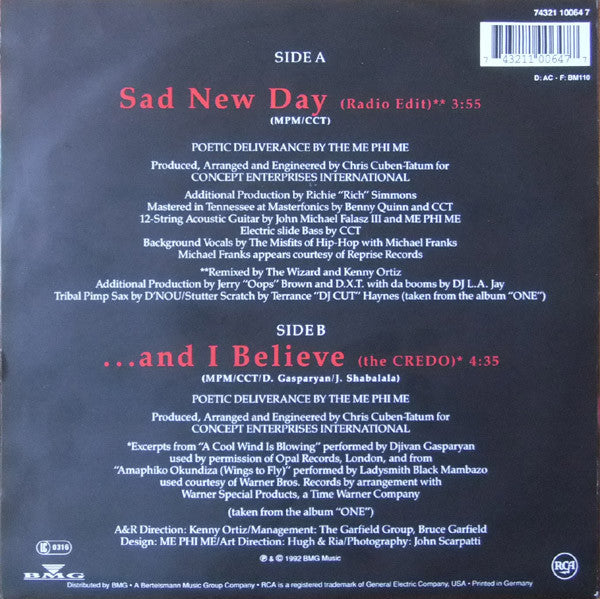 74321 10064 7
7 43211 00647 7
D: AC - F: BM110
SIDE A
Sad New Day (Radio Edit)** 3:55
(MPM/CCT)
POETIC DELIVERANCE BY THE ME PHI ME
Produced, Arranged and Engineered by Chris Cuben-Tatum for
CONCEPT ENTERPRISES INTERNATIONAL
Additional Production by Richie "Rich" Simmons
Mastered in Tennessee at Masterfonics by Benny Quinn and CCT
12-String Acoustic Guitar by John Michael Falasz III and ME PHI ME
Electric slide Bass by CCT
Background Vocals by The Misfits of Hip-Hop with Michael Franks
Michael Franks appears courtesy of Reprise Records
**Remixed by The Wizard and Kenny Ortiz
Additional Production by Jerry "Oops" Brown and D.X.T. with da booms by DJ L.A. Jay
Tribal Pimp Sax by D'NOU/Stutter Scratch by Terrance "DJ CUT" Haynes (taken from the album "ONE")
SIDE B
...and I Believe (the CREDO)* 4:35
(MPM/CCT/D. Gasparyan/J. Shabalala)
POETIC DELIVERANCE BY THE ME PHI ME
Produced, Arranged and Engineered by Chris Cuben-Tatum for
CONCEPT ENTERPRISES INTERNATIONAL
*Excerpts from "A Cool Wind Is Blowing" performed by Djivan Gasparyan
used by permission of Opal Records, London, and from
"Amaphiko Okundiza (Wings to Fly)" performed by Ladysmith Black Mambazo
used courtesy of Warner Bros. Records by arrangement with
Warner Special Products, a Time Warner Company
(taken from the album "ONE")
A&R Direction: Kenny Ortiz/Management: The Garfield Group, Bruce Garfield
Design: ME PHI ME/Art Direction: Hugh & Ria/Photography: John Scarpatti
℗ & © 1992 BMG Music
0316
BMG
RCA
Distributed by BMG • A Bertelsmann Music Group Company • RCA is a registered trademark of General Electric Company, USA • Printed in Germany